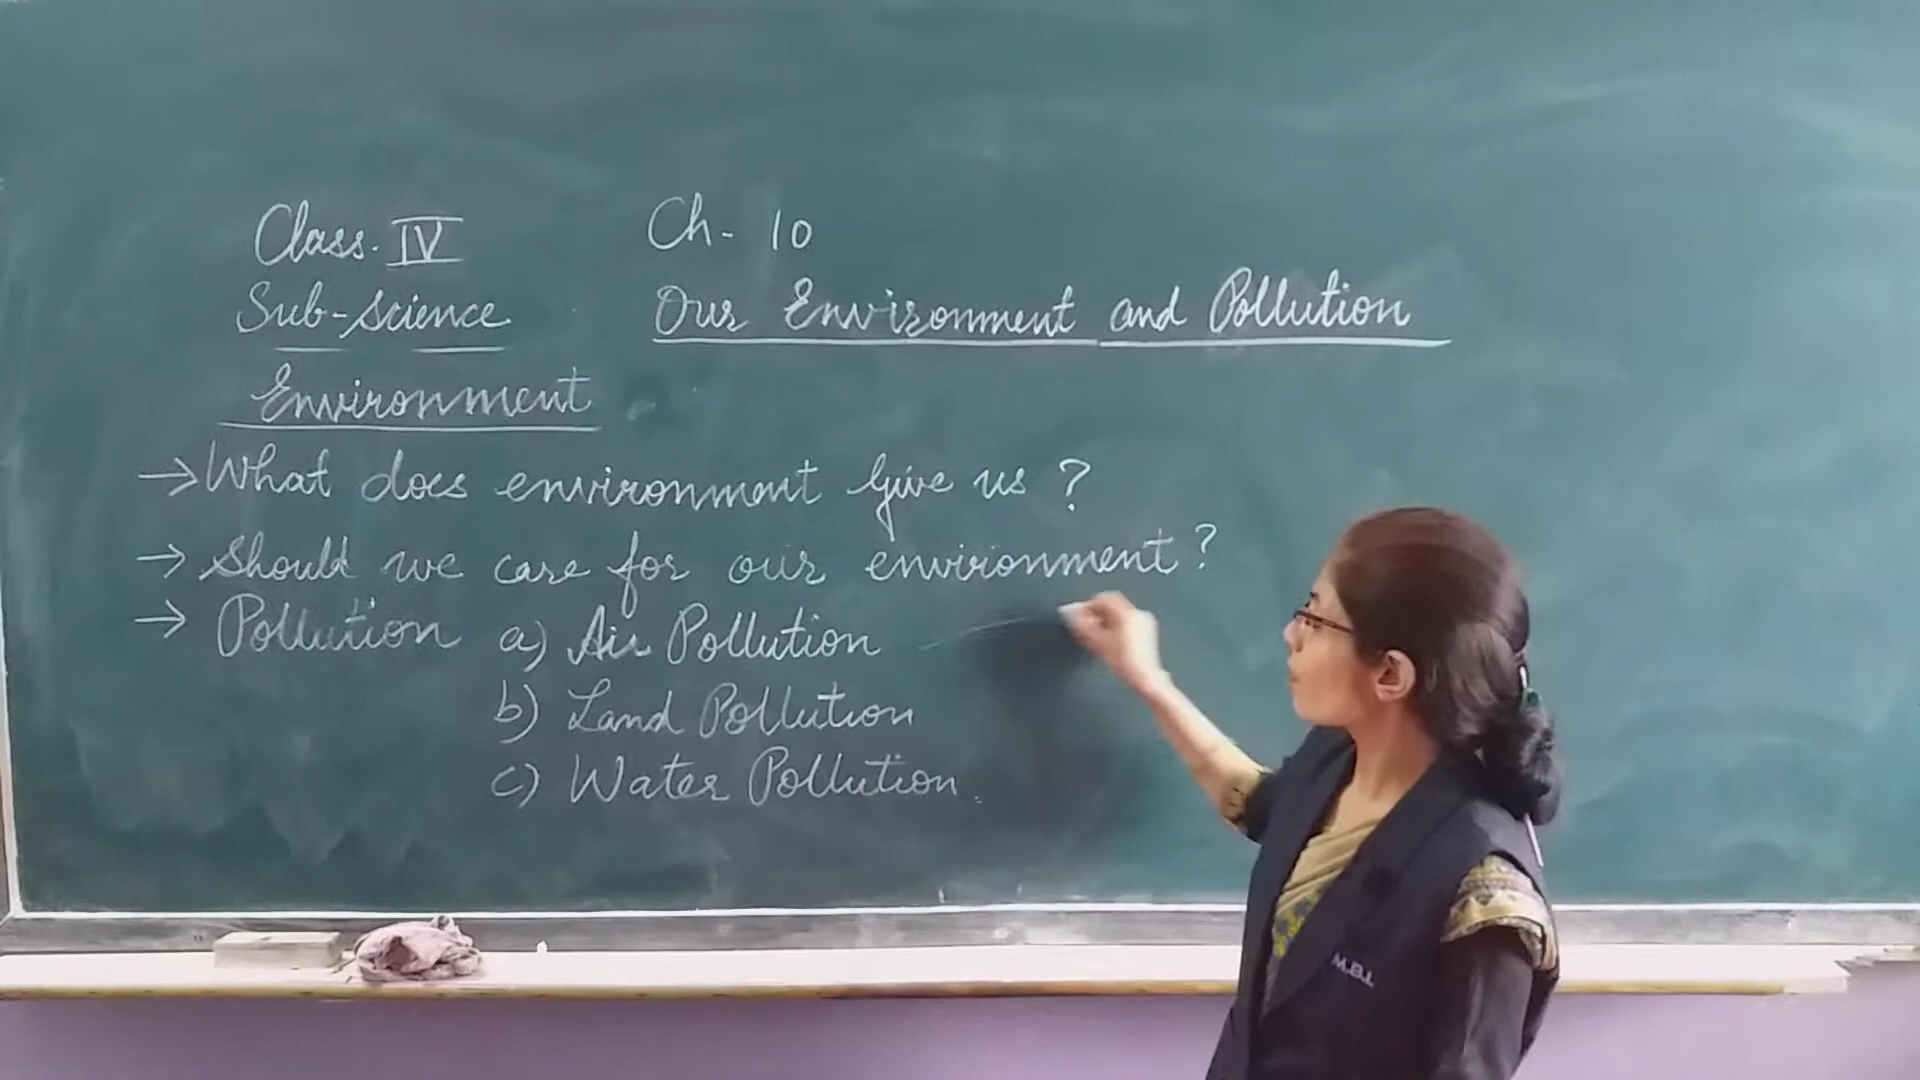 Class. IV
Ch- 10
Sub-science
Our Environment and Pollution
Environment
→ What does environment give us ?
→ Should we care for our environment ?
→ Pollution a) Air Pollution
b) Land Pollution
c) Water Pollution.
M.B.I.